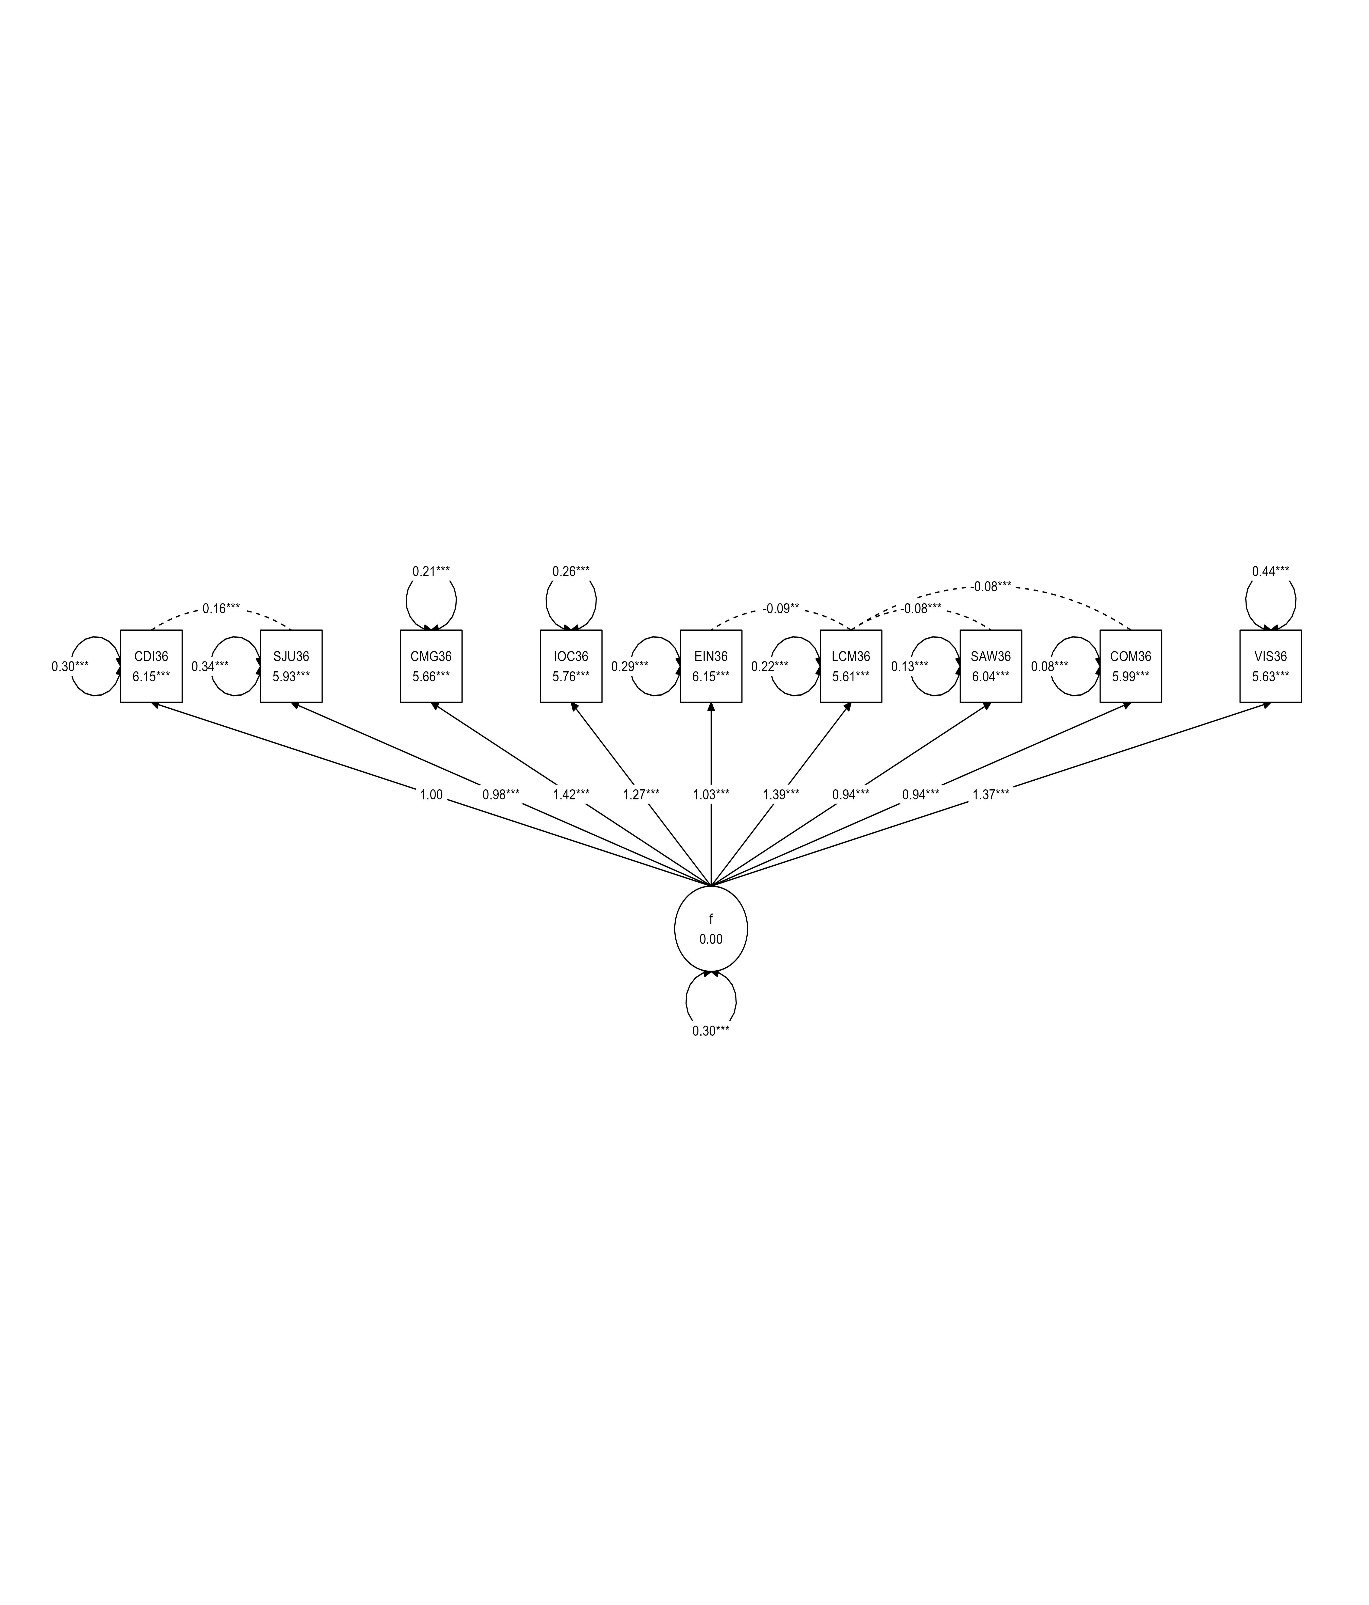 0.21*** 0.26*** 0.44***
-0.08***
0.16*** -0.09** -0.08***
CDI36 SJU36 CMG36 IOC36 EIN36 LCM36 SAW36 COM36 VIS36
0.30*** 0.34*** 0.29*** 0.22*** 0.13*** 0.08***
6.15*** 5.93*** 5.66*** 5.76*** 6.15*** 5.61*** 6.04*** 5.99*** 5.63***
1.00 0.98*** 1.42*** 1.27*** 1.03*** 1.39*** 0.94*** 0.94*** 1.37***
f
0.00
0.30***